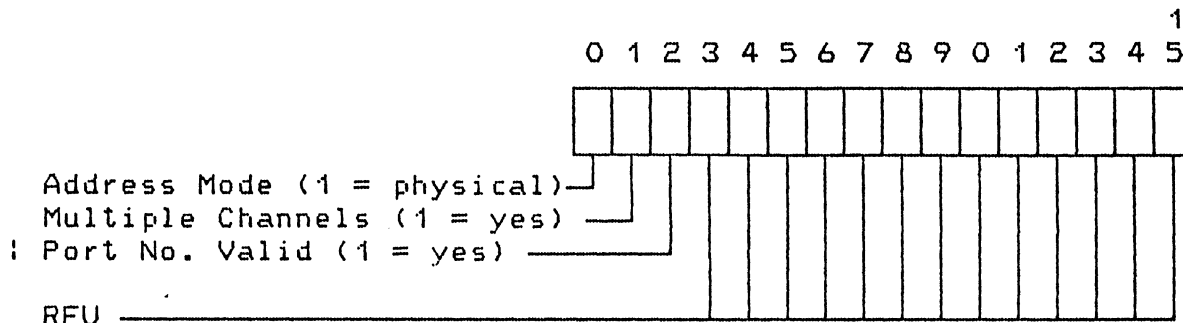 1
0 1 2 3 4 5 6 7 8 9 0 1 2 3 4 5
Address Mode (1 = physical)
Multiple Channels (1 = yes)
¦ Port No. Valid (1 = yes)
RFU